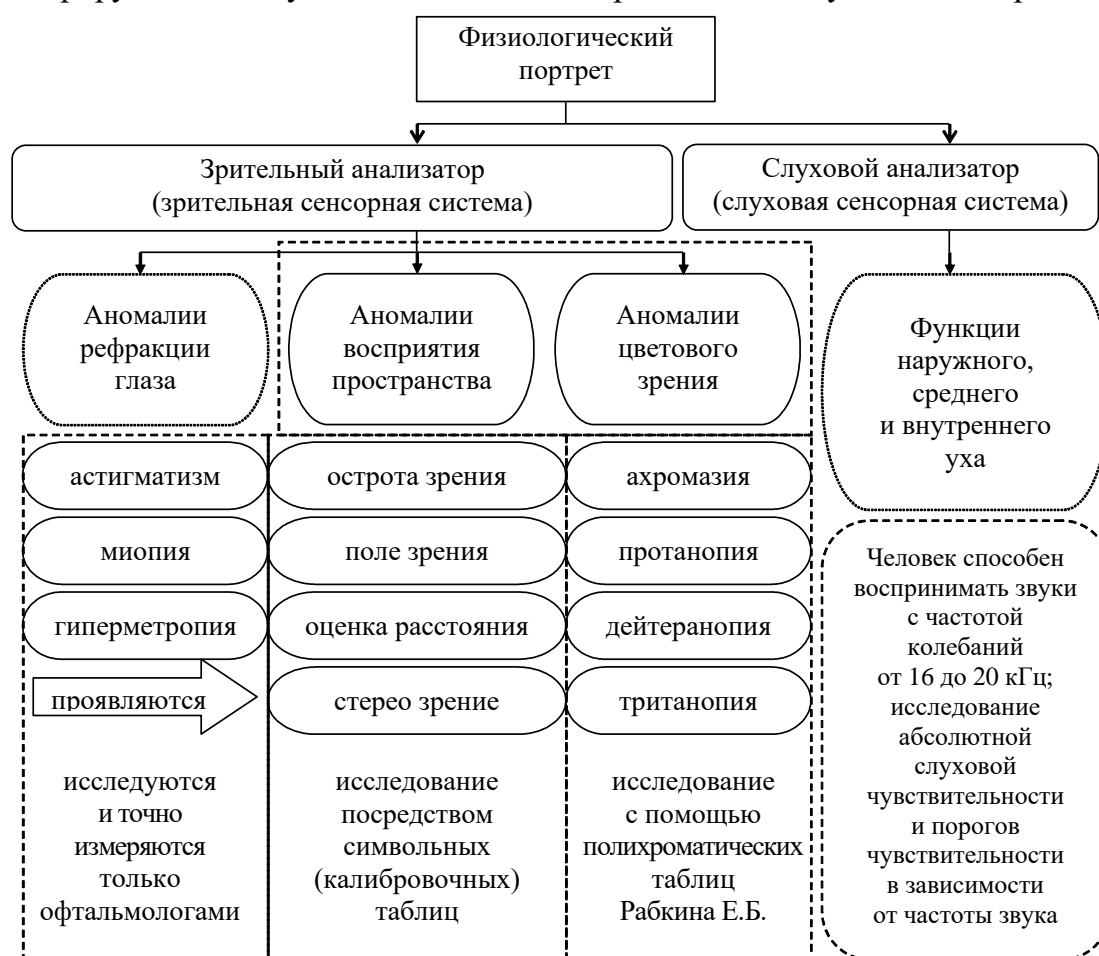 Физиологический
портрет
Зрительный анализатор
(зрительная сенсорная система)
Слуховой анализатор
(слуховая сенсорная система)
Аномалии
рефракции
глаза
Аномалии
восприятия
пространства
Аномалии
цветового
зрения
Функции
наружного,
среднего
и внутреннего
уха
астигматизм
миопия
гиперметропия
проявляются
исследуются
и точно
измеряются
только
офтальмологами
острота зрения
поле зрения
оценка расстояния
стерео зрение
исследование
посредством
символьных
(калибровочных)
таблиц
ахромазия
протанопия
дейтеранопия
тританопия
исследование
с помощью
полихроматических
таблиц
Рабкина Е.Б.
Человек способен
воспринимать звуки
с частотой
колебаний
от 16 до 20 кГц;
исследование
абсолютной
слуховой
чувствительности
и порогов
чувствительности
в зависимости
от частоты звука